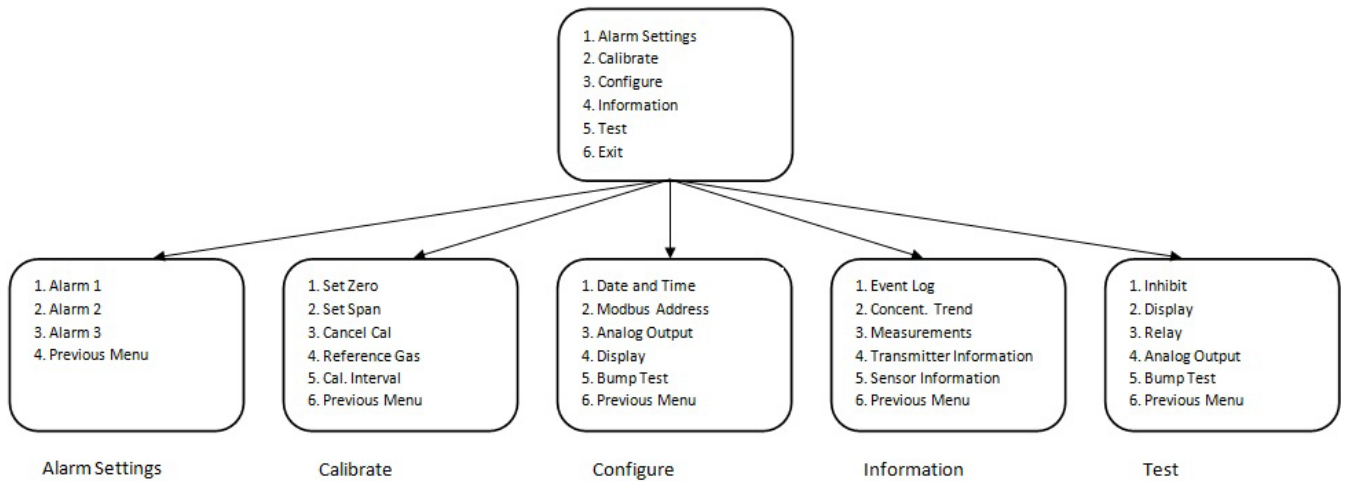 1. Alarm Settings
2. Calibrate
3. Configure
4. Information
5. Test
6. Exit
1. Alarm 1
2. Alarm 2
3. Alarm 3
4. Previous Menu
1. Set Zero
2. Set Span
3. Cancel Cal
4. Reference Gas
5. Cal. Interval
6. Previous Menu
1. Date and Time
2. Modbus Address
3. Analog Output
4. Display
5. Bump Test
6. Previous Menu
1. Event Log
2. Concent. Trend
3. Measurements
4. Transmitter Information
5. Sensor Information
6. Previous Menu
1. Inhibit
2. Display
3. Relay
4. Analog Output
5. Bump Test
6. Previous Menu
Alarm Settings
Calibrate
Configure
Information
Test